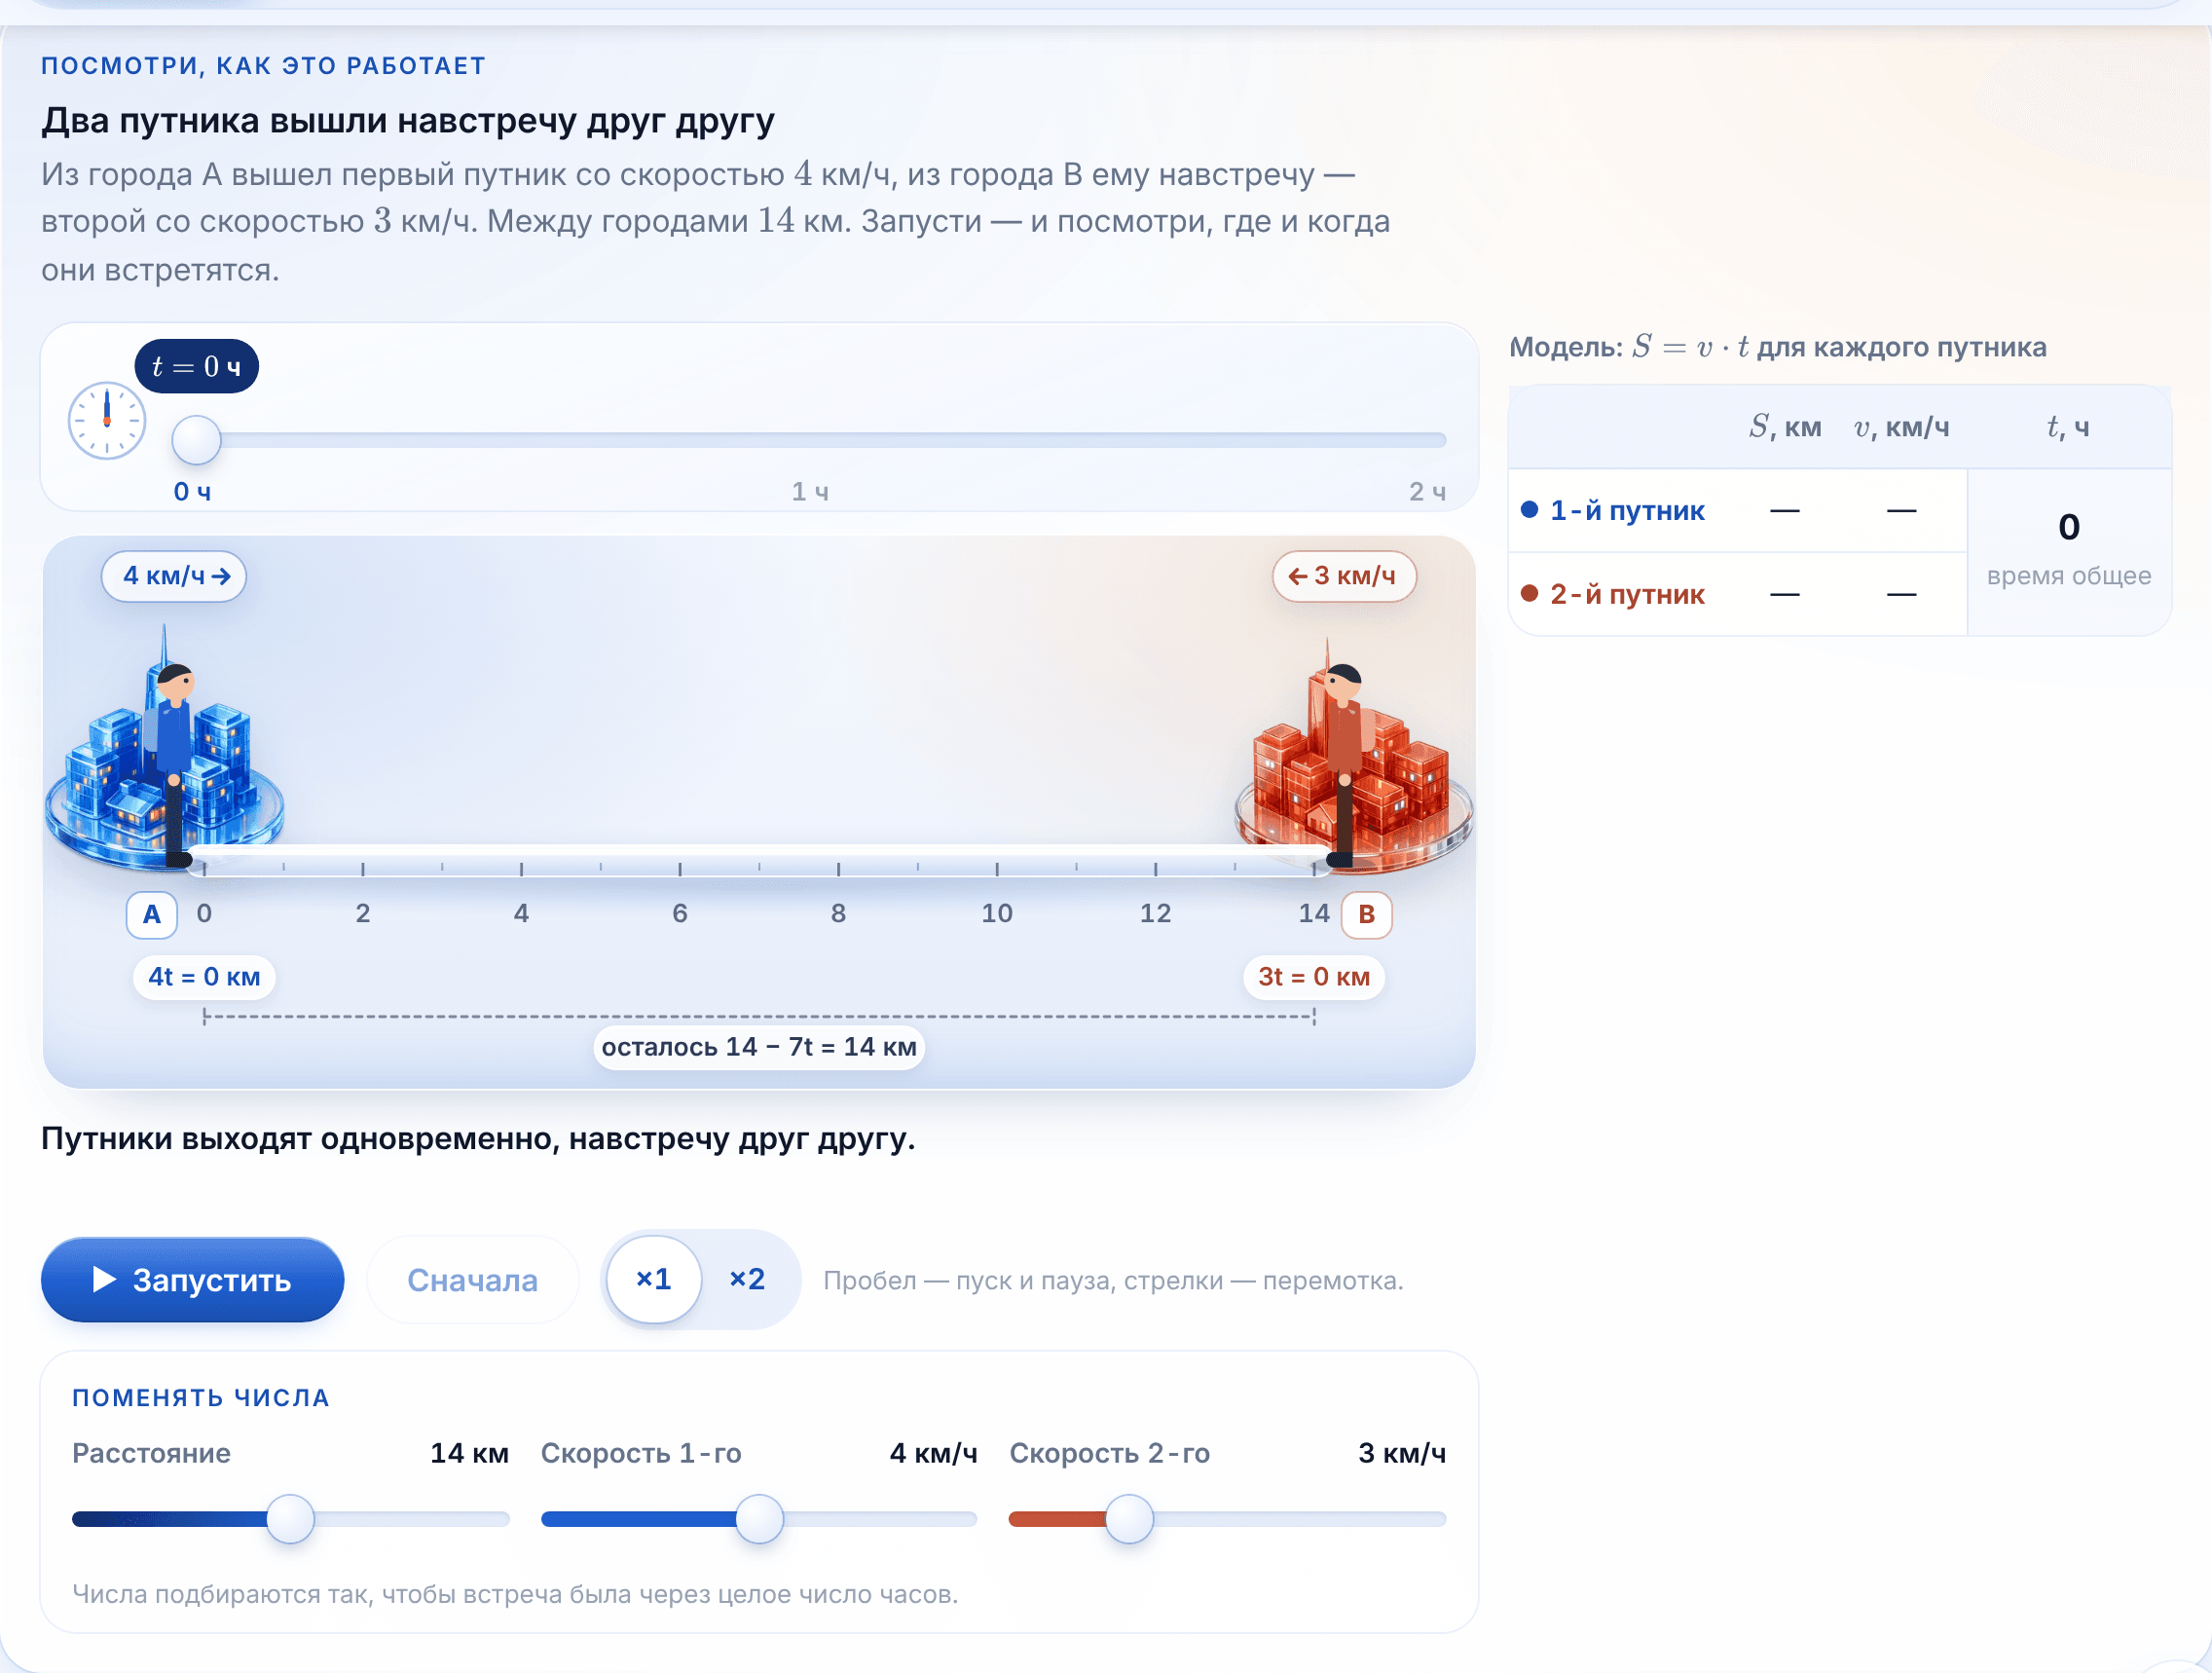 ПОСМОТРИ, КАК ЭТО РАБОТАЕТ
Два путника вышли навстречу друг другу
Из города А вышел первый путник со скоростью 4 км/ч, из города В ему навстречу —
второй со скоростью 3 км/ч. Между городами 14 км. Запусти — и посмотри, где и когда
они встретятся.
t = 0 ч
0 ч 1 ч 2 ч
4 км/ч →
← 3 км/ч
A 0 2 4 6 8 10 12 14 B
4t = 0 км
3t = 0 км
осталось 14 − 7t = 14 км
Путники выходят одновременно, навстречу друг другу.
Модель: S = v · t для каждого путника
S, км v, км/ч t, ч
1-й путник — —
0
время общее
2-й путник — —
Запустить
Сначала
×1 ×2
Пробел — пуск и пауза, стрелки — перемотка.
ПОМЕНЯТЬ ЧИСЛА
Расстояние 14 км
Скорость 1-го 4 км/ч
Скорость 2-го 3 км/ч
Числа подбираются так, чтобы встреча была через целое число часов.